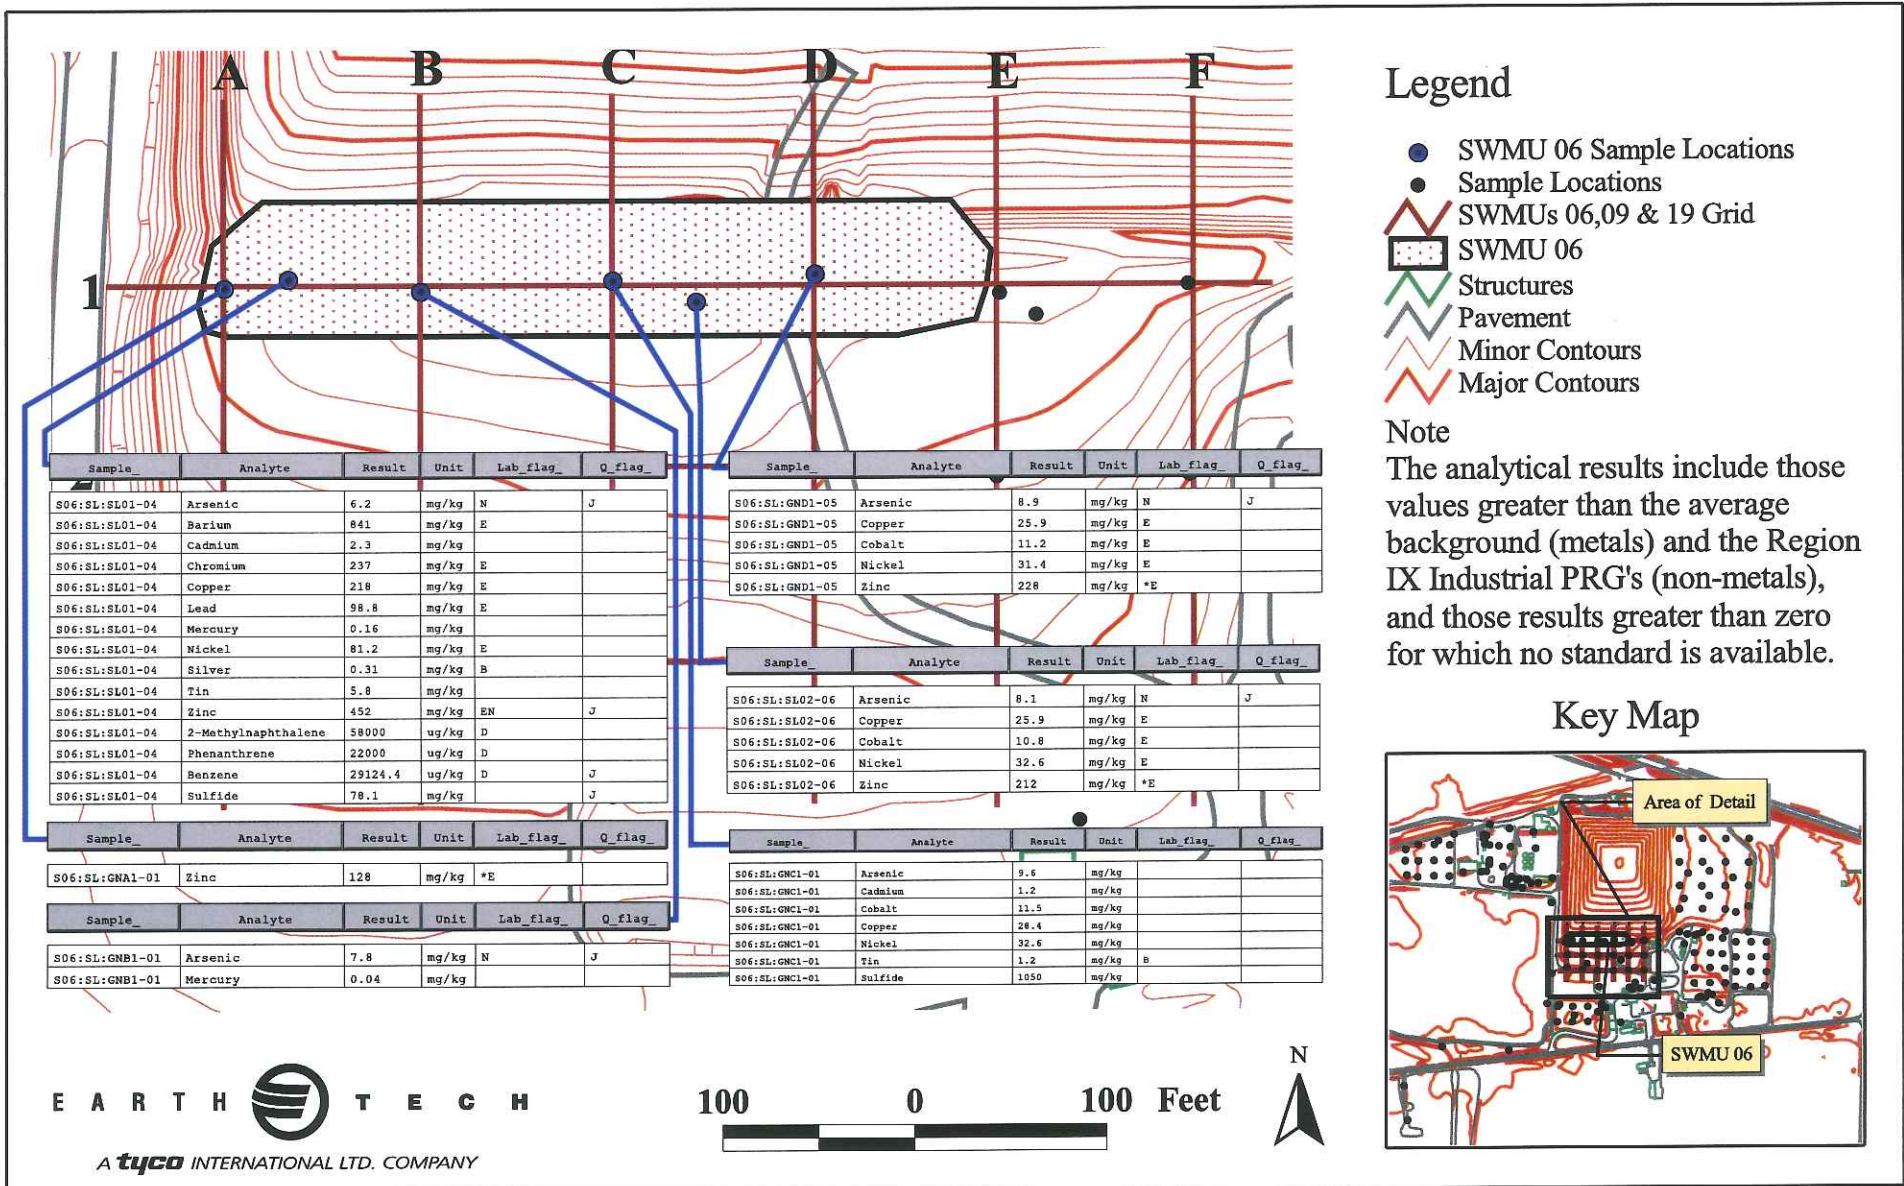 A B C D E F
1
Sample_ Analyte Result Unit Lab_flag_ Q_flag_
S06:SL:SL01-04 Arsenic 6.2 mg/kg N J
S06:SL:SL01-04 Barium 841 mg/kg E
S06:SL:SL01-04 Cadmium 2.3 mg/kg
S06:SL:SL01-04 Chromium 237 mg/kg E
S06:SL:SL01-04 Copper 218 mg/kg E
S06:SL:SL01-04 Lead 98.8 mg/kg E
S06:SL:SL01-04 Mercury 0.16 mg/kg
S06:SL:SL01-04 Nickel 81.2 mg/kg E
S06:SL:SL01-04 Silver 0.31 mg/kg B
S06:SL:SL01-04 Tin 5.8 mg/kg
S06:SL:SL01-04 Zinc 452 mg/kg EN J
S06:SL:SL01-04 2-Methylnaphthalene 58000 ug/kg D
S06:SL:SL01-04 Phenanthrene 22000 ug/kg D
S06:SL:SL01-04 Benzene 29124.4 ug/kg D J
S06:SL:SL01-04 Sulfide 78.1 mg/kg J
Sample_ Analyte Result Unit Lab_flag_ Q_flag_
S06:SL:GNA1-01 Zinc 128 mg/kg *E
Sample_ Analyte Result Unit Lab_flag_ Q_flag_
S06:SL:GNB1-01 Arsenic 7.8 mg/kg N J
S06:SL:GNB1-01 Mercury 0.04 mg/kg
Sample_ Analyte Result Unit Lab_flag_ Q_flag_
S06:SL:GND1-05 Arsenic 8.9 mg/kg N J
S06:SL:GND1-05 Copper 25.9 mg/kg E
S06:SL:GND1-05 Cobalt 11.2 mg/kg E
S06:SL:GND1-05 Nickel 31.4 mg/kg E
S06:SL:GND1-05 Zinc 228 mg/kg *E
Sample_ Analyte Result Unit Lab_flag_ Q_flag_
S06:SL:SL02-06 Arsenic 8.1 mg/kg N J
S06:SL:SL02-06 Copper 25.9 mg/kg E
S06:SL:SL02-06 Cobalt 10.8 mg/kg E
S06:SL:SL02-06 Nickel 32.6 mg/kg E
S06:SL:SL02-06 Zinc 212 mg/kg *E
Sample_ Analyte Result Unit Lab_flag_ Q_flag_
S06:SL:GNC1-01 Arsenic 9.6 mg/kg
S06:SL:GNC1-01 Cadmium 1.2 mg/kg
S06:SL:GNC1-01 Cobalt 11.5 mg/kg
S06:SL:GNC1-01 Copper 28.4 mg/kg
S06:SL:GNC1-01 Nickel 32.6 mg/kg
S06:SL:GNC1-01 Tin 1.2 mg/kg B
S06:SL:GNC1-01 Sulfide 1050 mg/kg
Legend
SWMU 06 Sample Locations
Sample Locations
SWMUs 06,09 & 19 Grid
SWMU 06
Structures
Pavement
Minor Contours
Major Contours
Note
The analytical results include those
values greater than the average
background (metals) and the Region
IX Industrial PRG's (non-metals),
and those results greater than zero
for which no standard is available.
Key Map
Area of Detail
SWMU 06
EARTH TECH
A tyco INTERNATIONAL LTD. COMPANY
100 0 100 Feet
N